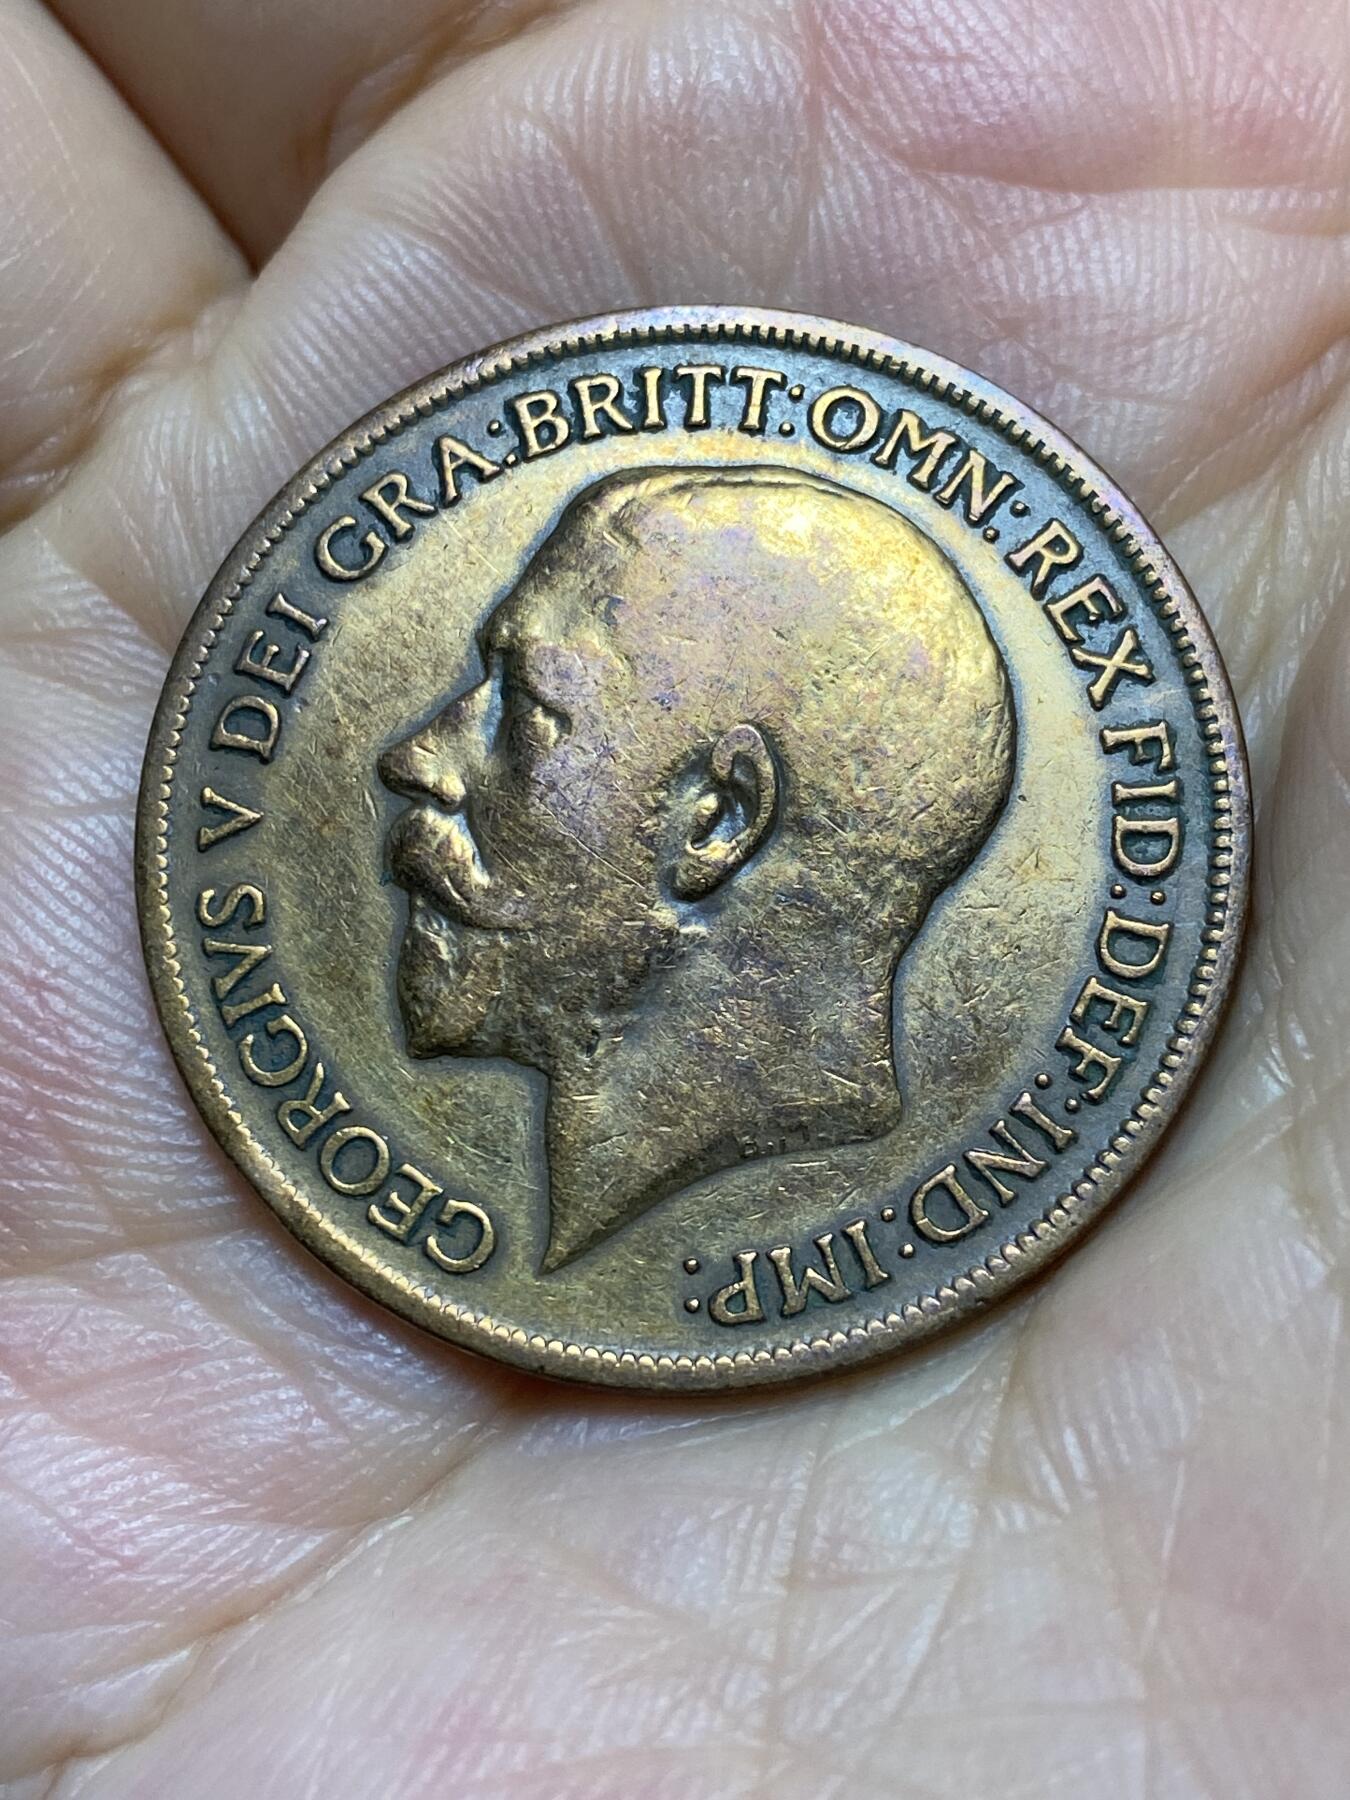 GEORGIVS V DEI GRA:BRITT:OMN:REX FID:DEF:IND:IMP: